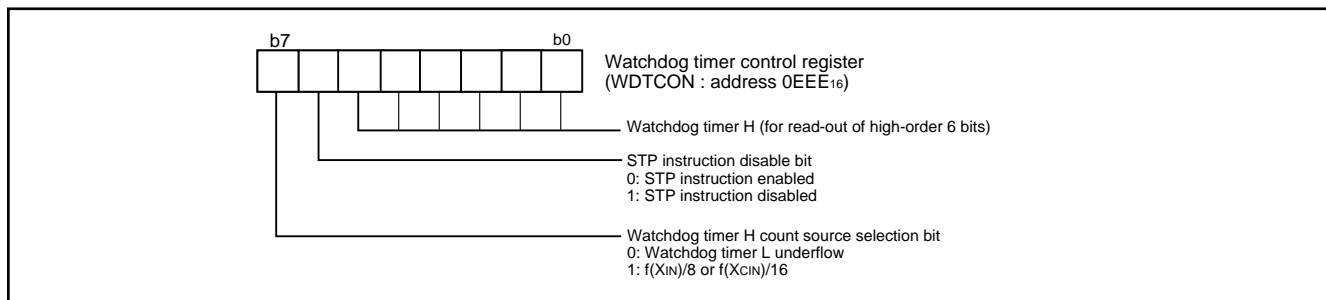 b7
b0
Watchdog timer control register
(WDTCON : address 0EEE16)
Watchdog timer H (for read-out of high-order 6 bits)
STP instruction disable bit
0: STP instruction enabled
1: STP instruction disabled
Watchdog timer H count source selection bit
0: Watchdog timer L underflow
1: f(XIN)/8 or f(XCIN)/16